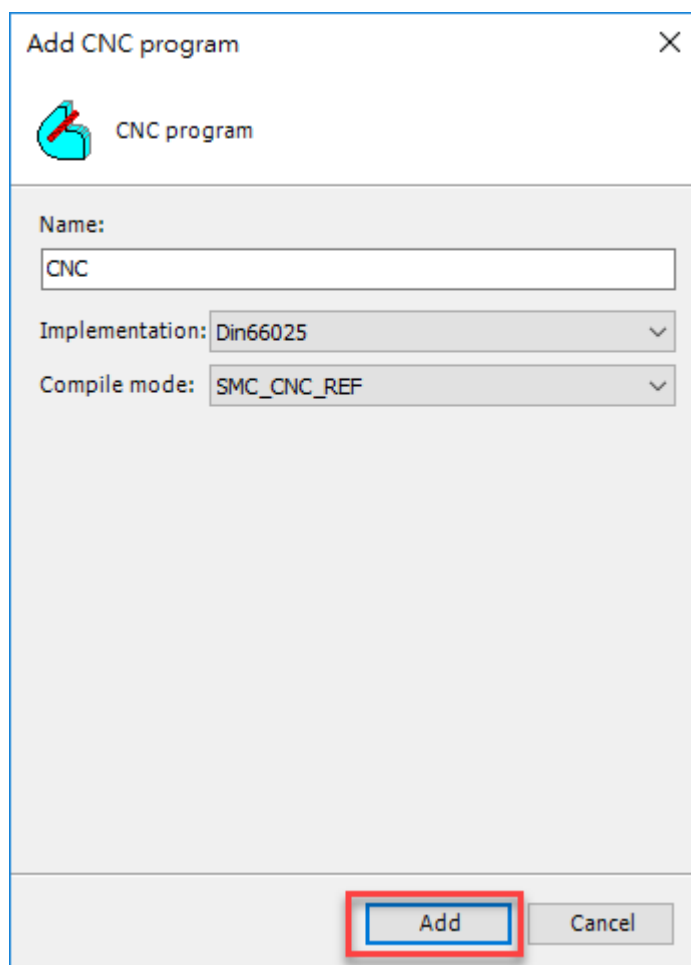 Add CNC program
CNC program
Name:
CNC
Implementation: Din66025
Compile mode: SMC_CNC_REF
Add Cancel